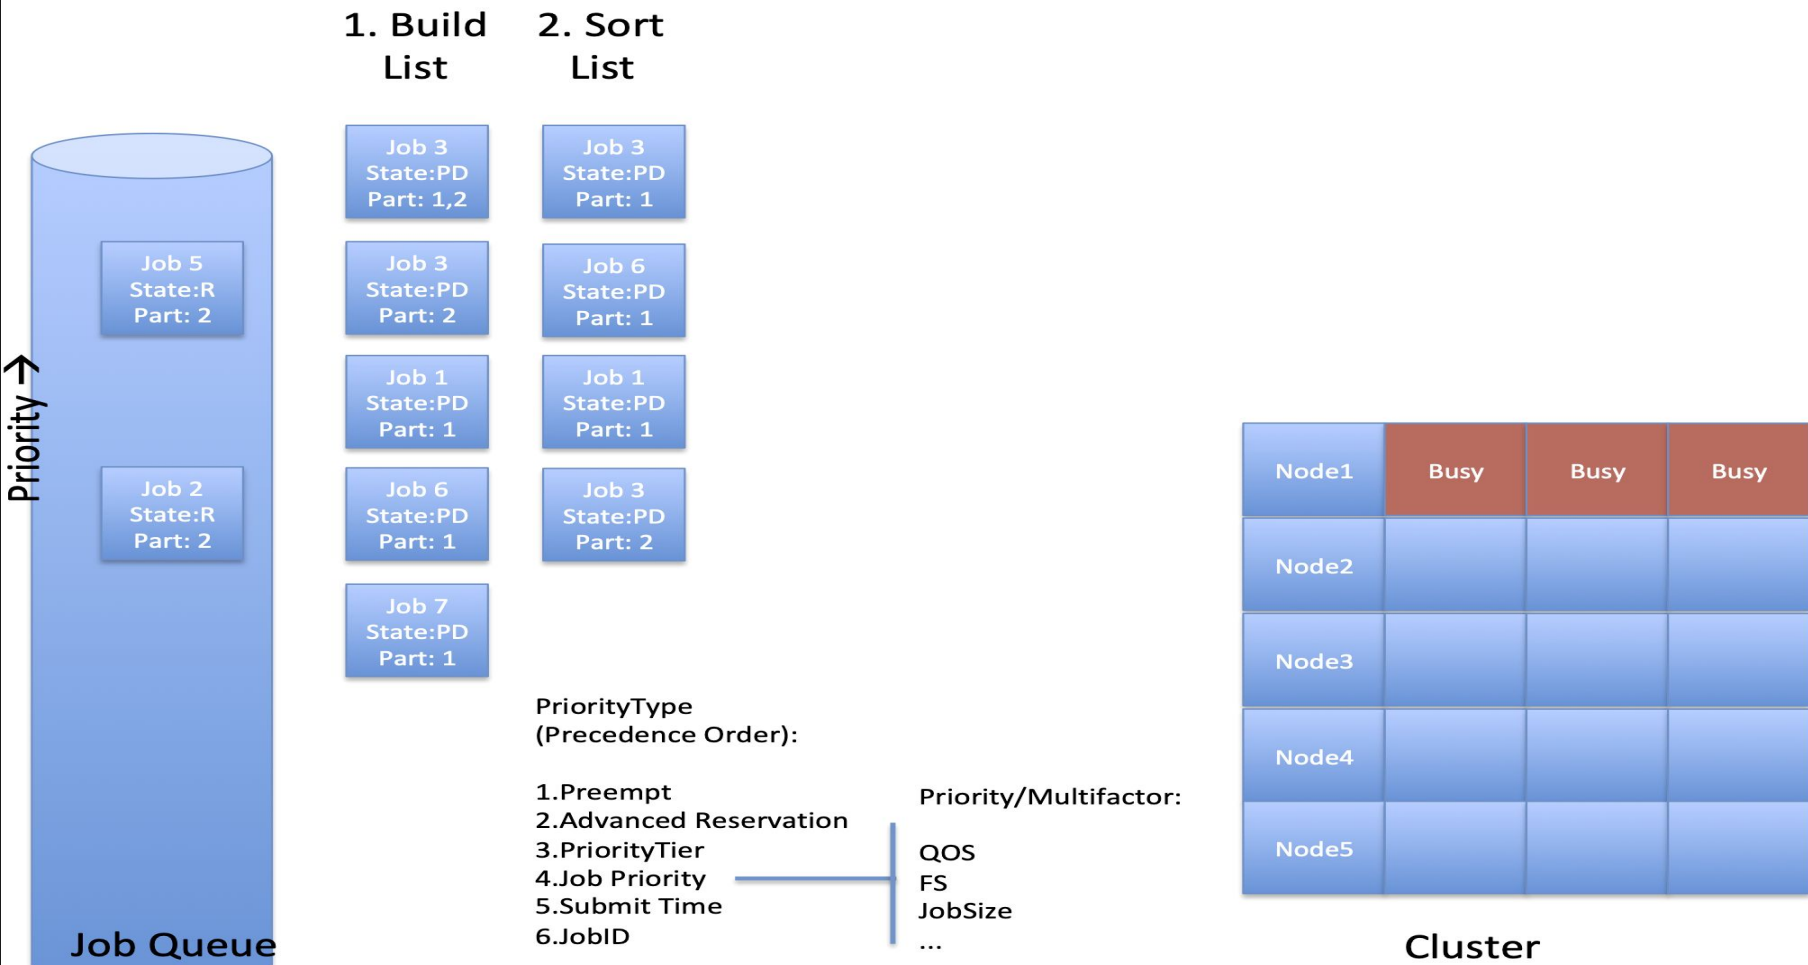 1. Build
List
2. Sort
List
Priority →
Job 5
State:R
Part: 2
Job 2
State:R
Part: 2
Job Queue
Job 3
State:PD
Part: 1,2
Job 3
State:PD
Part: 2
Job 1
State:PD
Part: 1
Job 6
State:PD
Part: 1
Job 7
State:PD
Part: 1
Job 3
State:PD
Part: 1
Job 6
State:PD
Part: 1
Job 1
State:PD
Part: 1
Job 3
State:PD
Part: 2
PriorityType
(Precedence Order):
1.Preempt
2.Advanced Reservation
3.PriorityTier
4.Job Priority
5.Submit Time
6.JobID
Priority/Multifactor:
QOS
FS
JobSize
...
Node1 Busy Busy Busy
Node2
Node3
Node4
Node5
Cluster